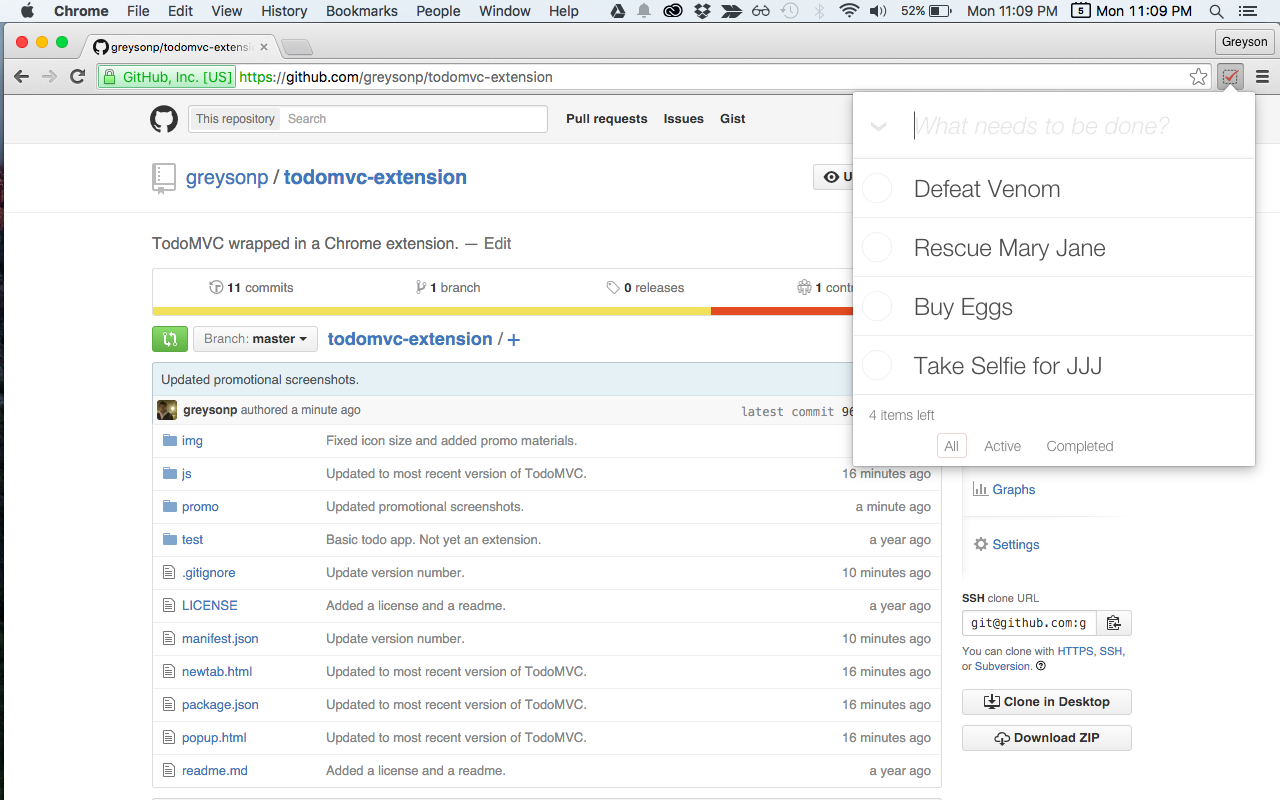 Chrome File Edit View History Bookmarks People Window Help 52% Mon 11:09 PM 5 Mon 11:09 PM
greysonp/todomvc-extensi
Greyson
GitHub, Inc. [US] https://github.com/greysonp/todomvc-extension
This repository Search Pull requests Issues Gist
greysonp / todomvc-extension
U
TodoMVC wrapped in a Chrome extension. — Edit
11 commits 1 branch 0 releases 1 contr
Branch: master todomvc-extension / +
Updated promotional screenshots.
greysonp authored a minute ago latest commit 96
img Fixed icon size and added promo materials.
js Updated to most recent version of TodoMVC. 16 minutes ago
promo Updated promotional screenshots. a minute ago
test Basic todo app. Not yet an extension. a year ago
.gitignore Update version number. 10 minutes ago
LICENSE Added a license and a readme. a year ago
manifest.json Update version number. 10 minutes ago
newtab.html Updated to most recent version of TodoMVC. 16 minutes ago
package.json Updated to most recent version of TodoMVC. 16 minutes ago
popup.html Updated to most recent version of TodoMVC. 16 minutes ago
readme.md Added a license and a readme. a year ago
What needs to be done?
Defeat Venom
Rescue Mary Jane
Buy Eggs
Take Selfie for JJJ
4 items left
All Active Completed
Graphs
Settings
SSH clone URL
git@github.com:g
You can clone with HTTPS, SSH,
or Subversion.
Clone in Desktop
Download ZIP